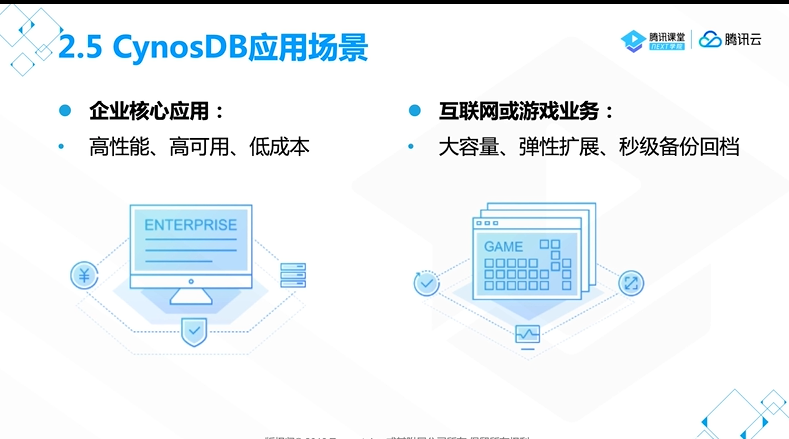 2.5 CynosDB应用场景
腾讯课堂
NEXT学院
腾讯云
企业核心应用：
高性能、高可用、低成本
互联网或游戏业务：
大容量、弹性扩展、秒级备份回档
ENTERPRISE
¥
GAME